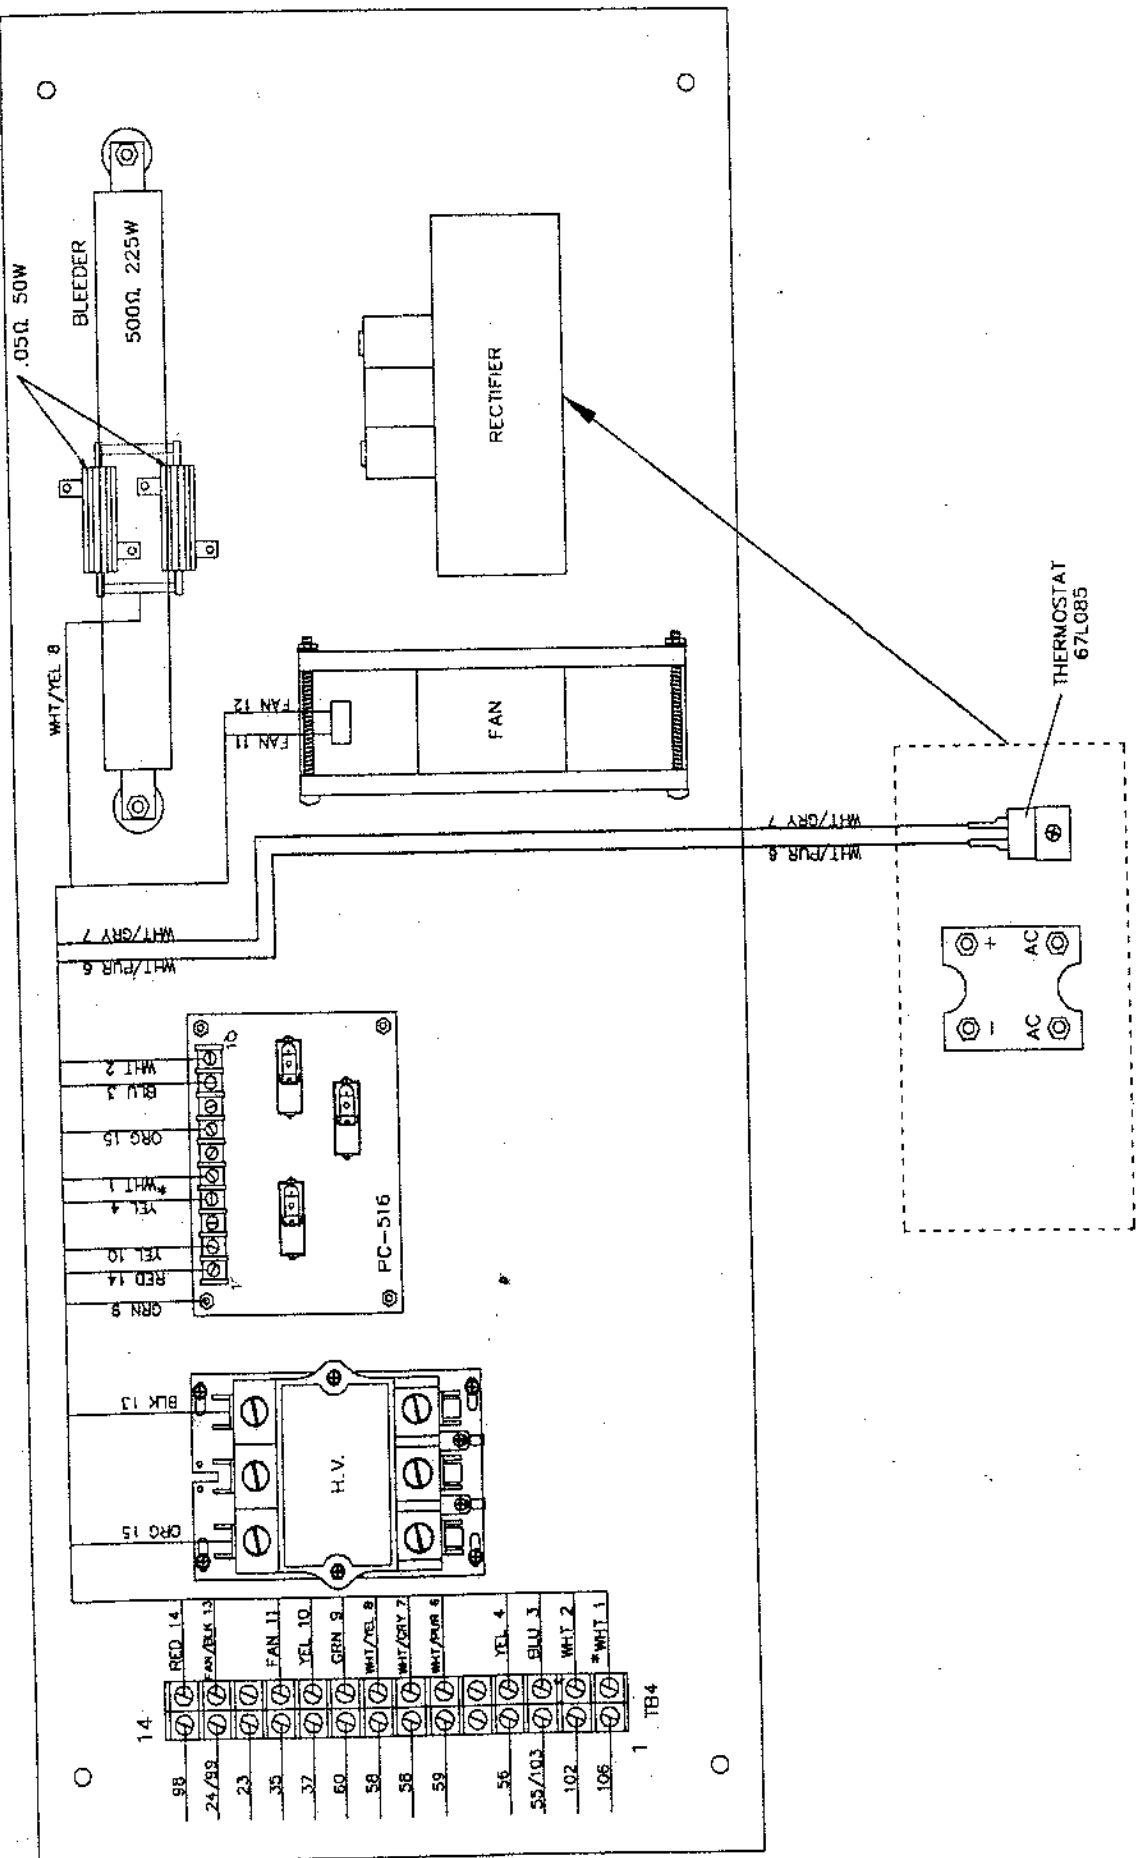 .05Ω 50W
BLEEDER
500Ω 225W
WHT/YEL 8
RECTIFIER
FAN 12
FAN 11
FAN
THERMOSTAT
67L085
WHT/GRY 7
WHT/PUR 6
WHT/GRY 7
WHT/PUR 6
+
-
AC
AC
WHT 2
BLU 3
ORG 15
*WHT 1
YEL 4
YEL 10
RED 14
GRN 9
10
1
PC-516
BLK 13
ORG 15
H.V.
RED 14
FAN/BLK 13
FAN 11
YEL 10
GRN 9
WHT/YEL 8
WHT/GRY 7
WHT/PUR 6
YEL 4
BLU 3
WHT 2
*WHT 1
14
1
TB4
98
24/99
23
35
37
60
58
58
59
56
55/103
102
106